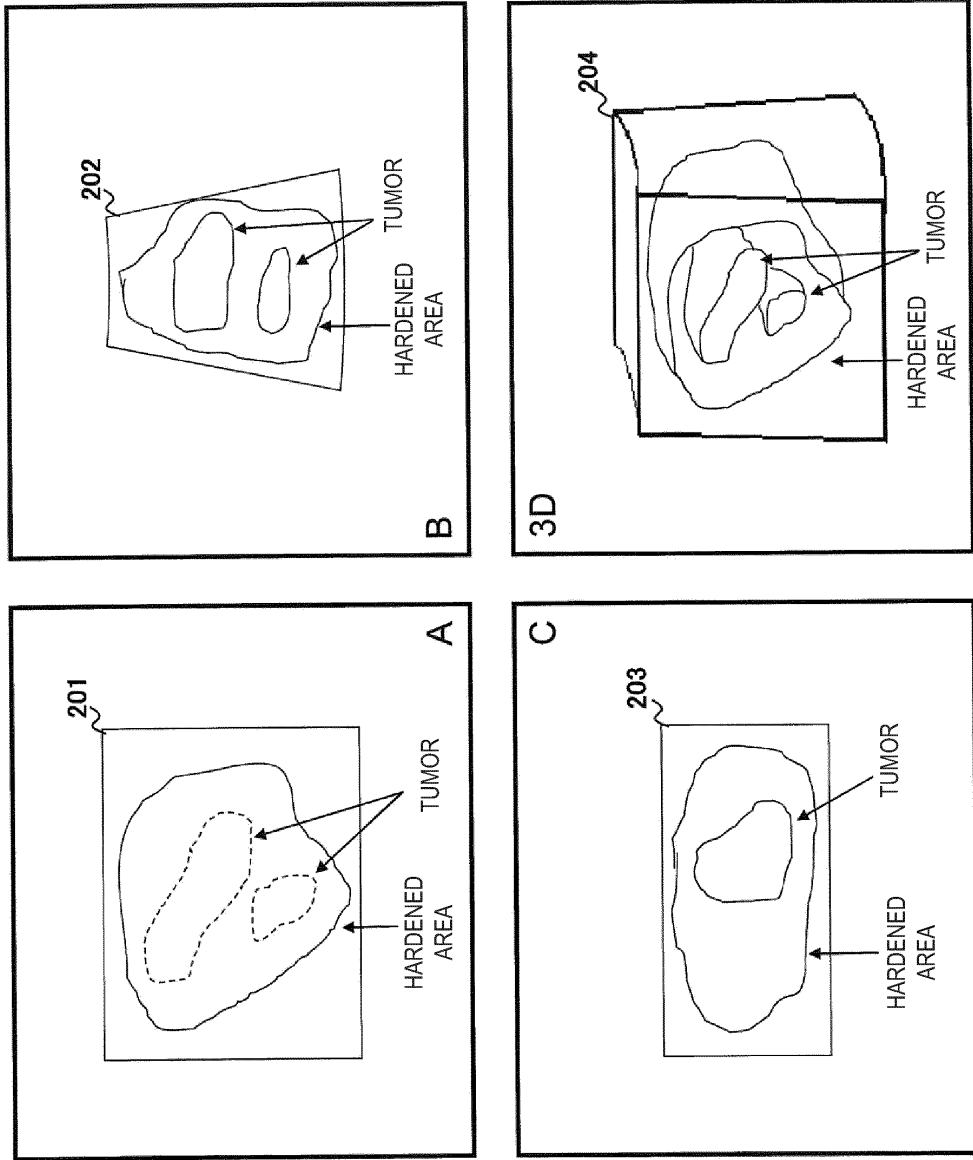 201
HARDENED
AREA
TUMOR
A
202
HARDENED
AREA
TUMOR
B
203
HARDENED
AREA
TUMOR
C
204
HARDENED
AREA
TUMOR
3D